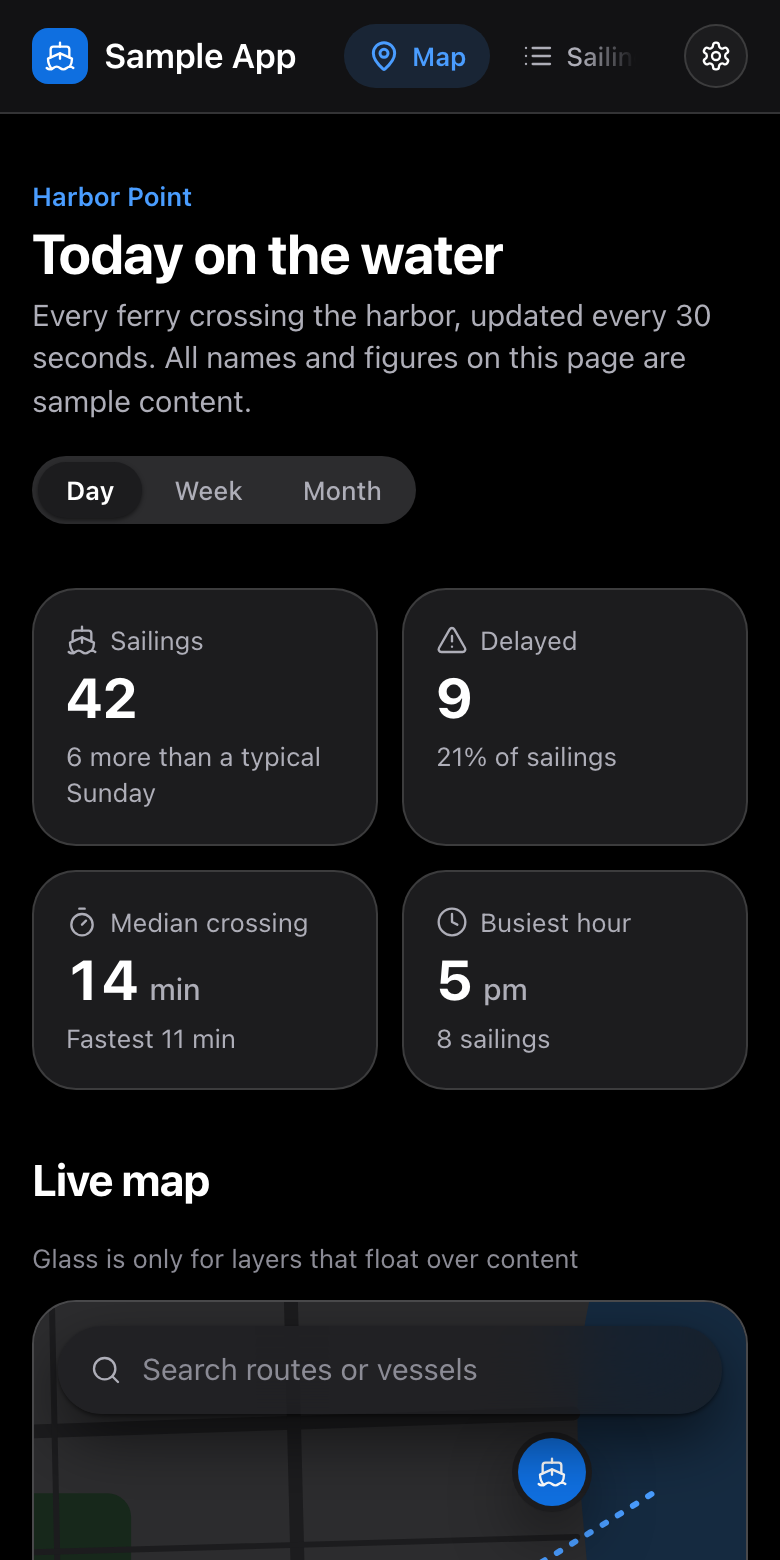 Sample App
Map
Sailin
Harbor Point
Today on the water
Every ferry crossing the harbor, updated every 30
seconds. All names and figures on this page are
sample content.
Day
Week
Month
Sailings
42
6 more than a typical
Sunday
Delayed
9
21% of sailings
Median crossing
14 min
Fastest 11 min
Busiest hour
5 pm
8 sailings
Live map
Glass is only for layers that float over content
Search routes or vessels